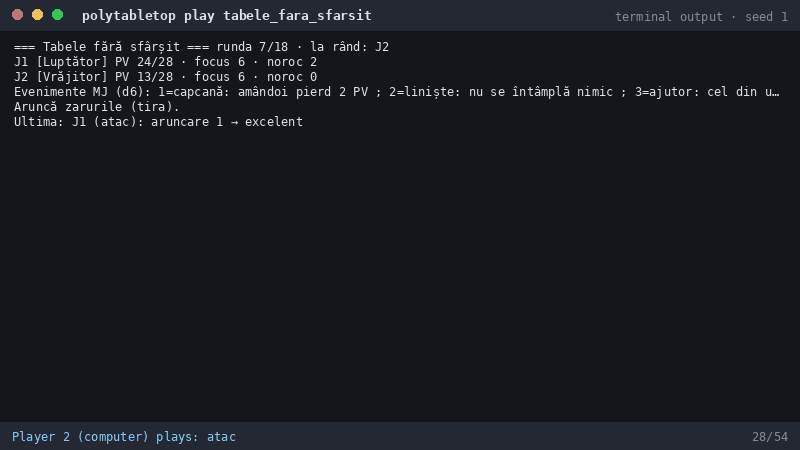 polytabletop play tabele_fara_sfarsit
terminal output · seed 1
=== Tabele fără sfârșit === runda 7/18 · la rând: J2
J1 [Luptător] PV 24/28 · focus 6 · noroc 2
J2 [Vrăjitor] PV 13/28 · focus 6 · noroc 0
Evenimente MJ (d6): 1=capcană: amândoi pierd 2 PV ; 2=liniște: nu se întâmplă nimic ; 3=ajutor: cel din u…
Aruncă zarurile (tira).
Ultima: J1 (atac): aruncare 1 → excelent
Player 2 (computer) plays: atac
28/54